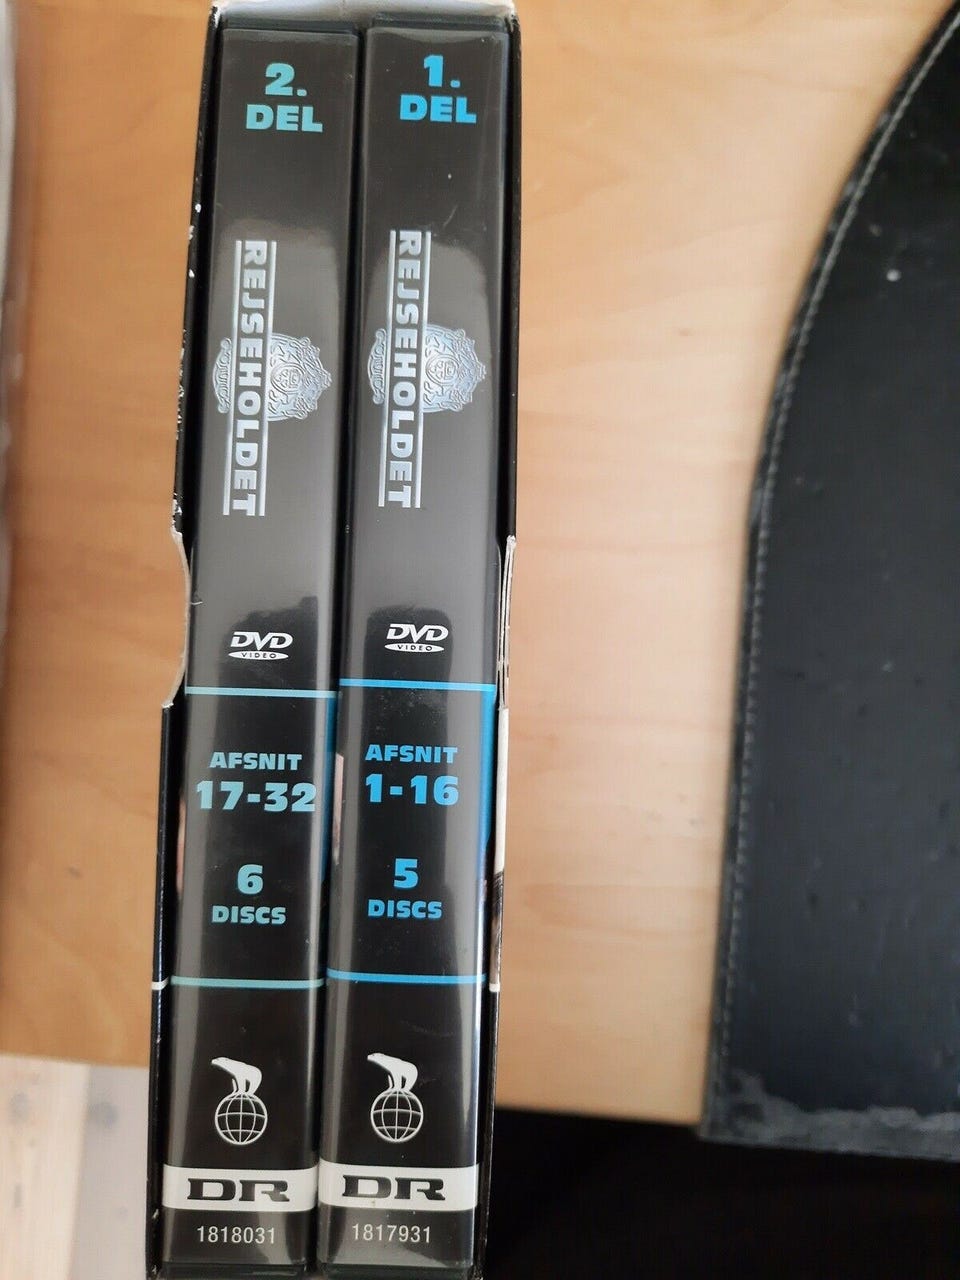 2.
DEL
REJSEHOLDET
DVD
VIDEO
AFSNIT
17-32
6
DISCS
DR
1818031
1.
DEL
REJSEHOLDET
DVD
VIDEO
AFSNIT
1-16
5
DISCS
DR
1817931